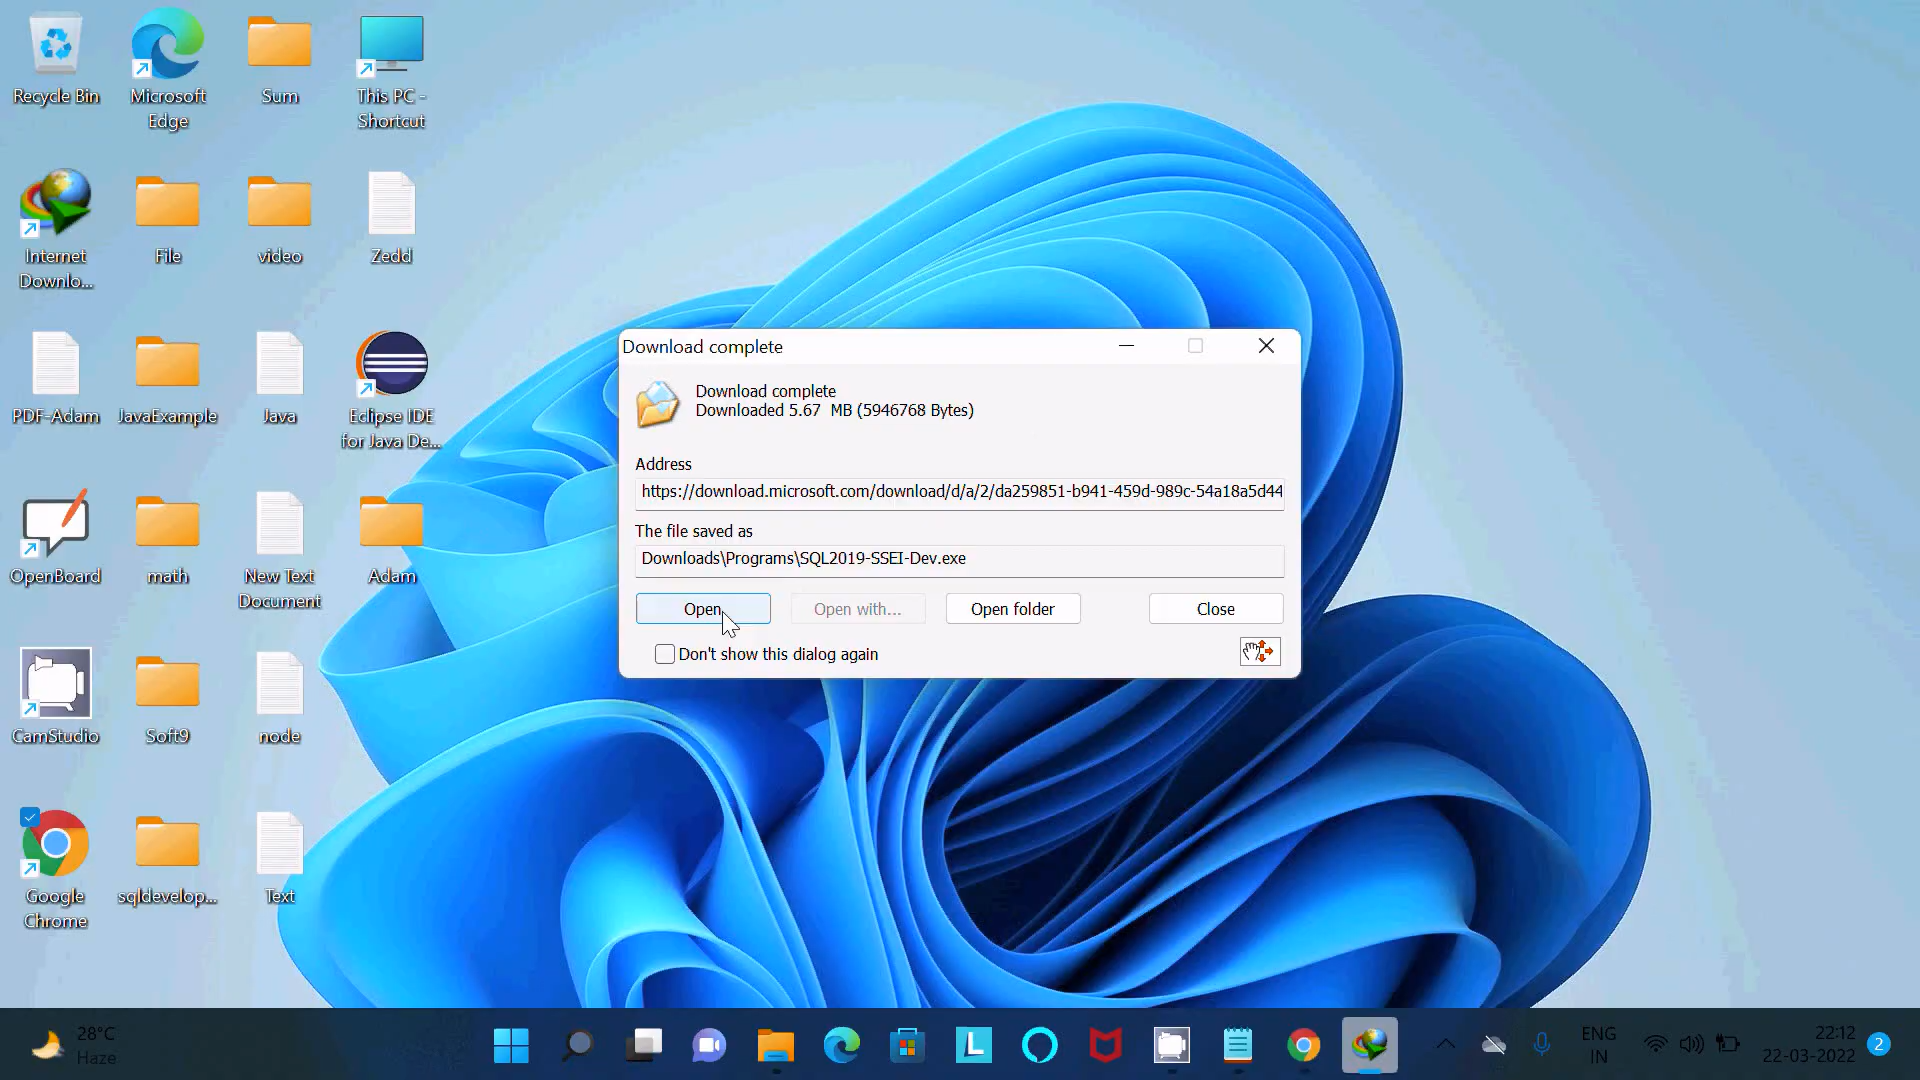 Recycle Bin
Microsoft
Edge
Sum
This PC -
Shortcut
Internet
Downlo...
File
video
Zedd
PDF-Adam
JavaExample
Java
Eclipse IDE
for Java De...
OpenBoard
math
New Text
Document
Adam
CamStudio
Soft9
node
Google
Chrome
sqldevelop...
Text
Download complete
Download complete
Downloaded 5.67 MB (5946768 Bytes)
Address
https://download.microsoft.com/download/d/a/2/da259851-b941-459d-989c-54a18a5d44
The file saved as
Downloads\Programs\SQL2019-SSEI-Dev.exe
Open
Open with...
Open folder
Close
Don't show this dialog again
28°C
Haze
L
ENG
IN
22:12
22-03-2022
2